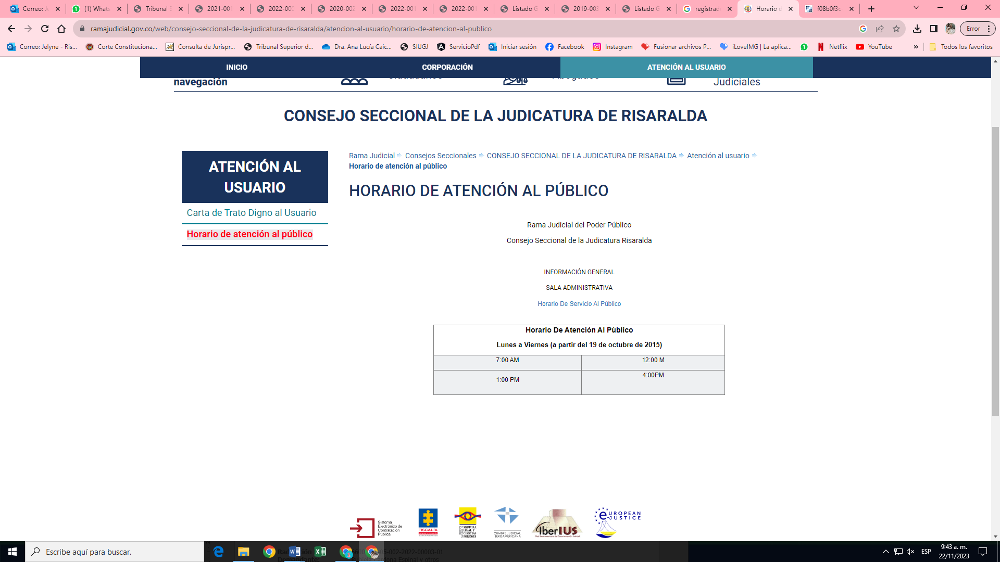 Correo: Je
(1) Whats
Tribunal S
2021-001
2022-000
2020-002
2022-001
2022-001
Listado G
2019-003
Listado G
registrad
Horario d
f08b0f3c-
ramajudicial.gov.co/web/consejo-seccional-de-la-judicatura-de-risaralda/atencion-al-usuario/horario-de-atencion-al-publico
Error
Correo: Jelyne - Ris...
Corte Constituciona...
Consulta de Jurispr...
Tribunal Superior d...
Dra. Ana Lucía Caic...
SIUGJ
ServicioPdf
Iniciar sesión
Facebook
Instagram
Fusionar archivos P...
iLoveIMG | La aplica...
Netflix
YouTube
»
Todos los favoritos
INICIO
CORPORACIÓN
ATENCIÓN AL USUARIO
navegación
Judiciales
CONSEJO SECCIONAL DE LA JUDICATURA DE RISARALDA
ATENCIÓN AL
USUARIO
Carta de Trato Digno al Usuario
Horario de atención al público
Rama Judicial
Consejos Seccionales
CONSEJO SECCIONAL DE LA JUDICATURA DE RISARALDA
Atención al usuario
Horario de atención al público
HORARIO DE ATENCIÓN AL PÚBLICO
Rama Judicial del Poder Público
Consejo Seccional de la Judicatura Risaralda
INFORMACIÓN GENERAL
SALA ADMINISTRATIVA
Horario De Servicio Al Público
Horario De Atención Al Público
Lunes a Viernes (a partir del 19 de octubre de 2015)
7:00 AM
12:00 M
1:00 PM
4:00PM
Sistema
Electrónico de
Contratación
Pública
FISCALÍA
MEDICINA
LEGAL Y
CIENCIAS
FORENSES
CUMBRE JUDICIAL
IBEROAMERICANA
IberIUS
EUROPEAN
e-JUSTICE
Escribe aquí para buscar.
ESP
9:43 a. m.
22/11/2023